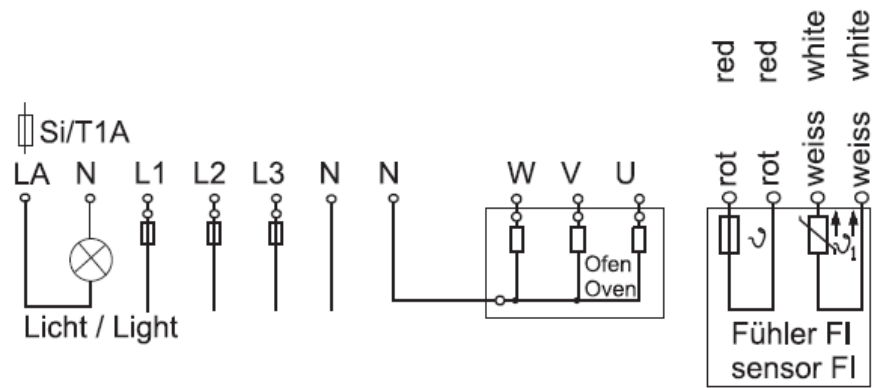 red red white white
Si/T1A
rot rot weiss weiss
LA N L1 L2 L3 N N W V U
Ofen
Oven
ϑ ϑ1
Licht / Light
Fühler FI
sensor FI